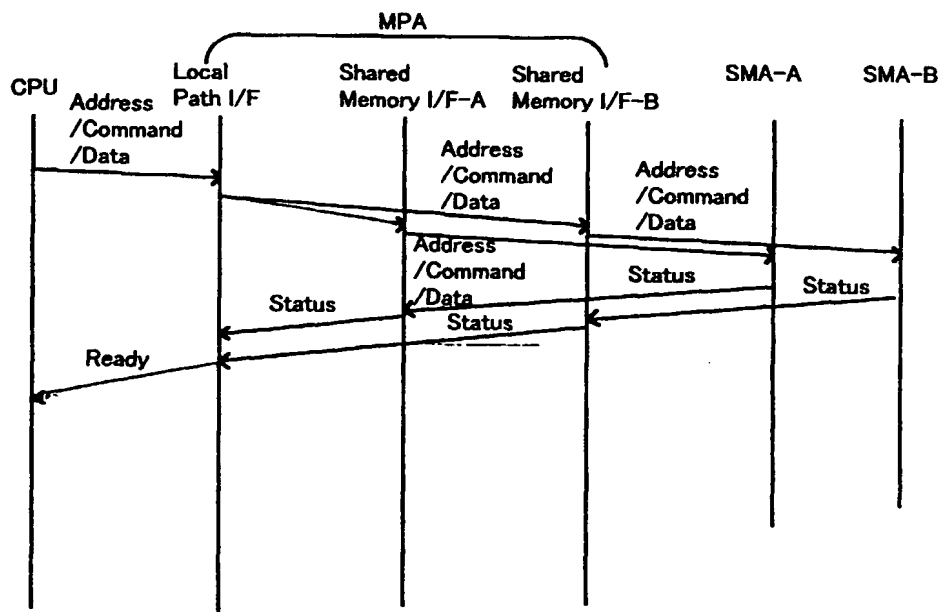 MPA
CPU
Local
Path I/F
Shared
Memory I/F-A
Shared
Memory I/F-B
SMA-A
SMA-B
Address
/Command
/Data
Address
/Command
/Data
Address
/Command
/Data
Address
/Command
/Data
Status
Status
Status
Status
Ready